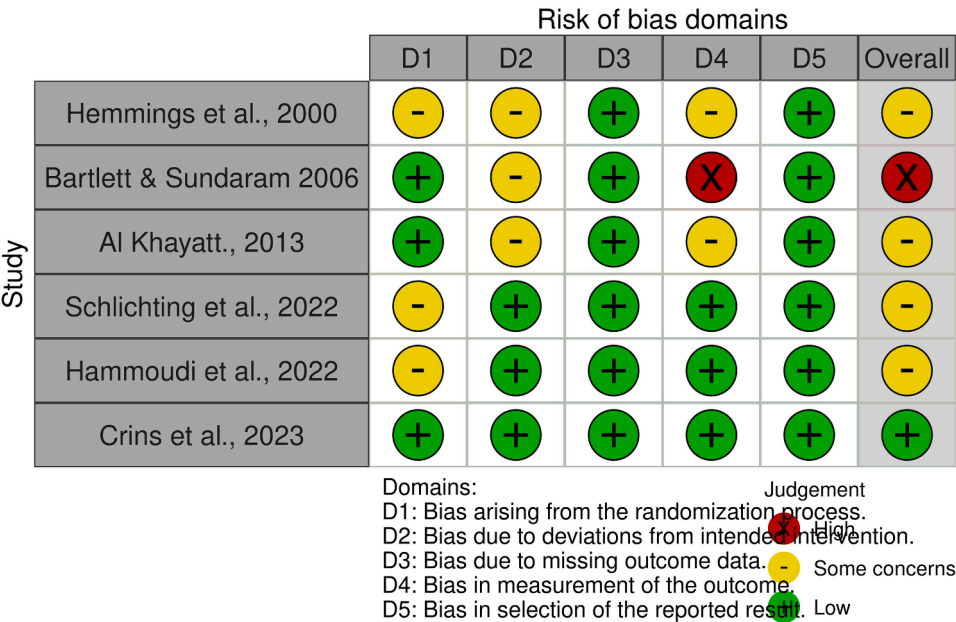 Risk of bias domains
D1 D2 D3 D4 D5 Overall
Study
Hemmings et al., 2000 - - + - + -
Bartlett & Sundaram 2006 + - + X + X
Al Khayatt., 2013 + - + - + -
Schlichting et al., 2022 - + + + + -
Hammoudi et al., 2022 - + + + + -
Crins et al., 2023 + + + + + +
Domains:
D1: Bias arising from the randomization process.
D2: Bias due to deviations from intended intervention.
D3: Bias due to missing outcome data.
D4: Bias in measurement of the outcome.
D5: Bias in selection of the reported result.
Judgement
X High
- Some concerns
+ Low